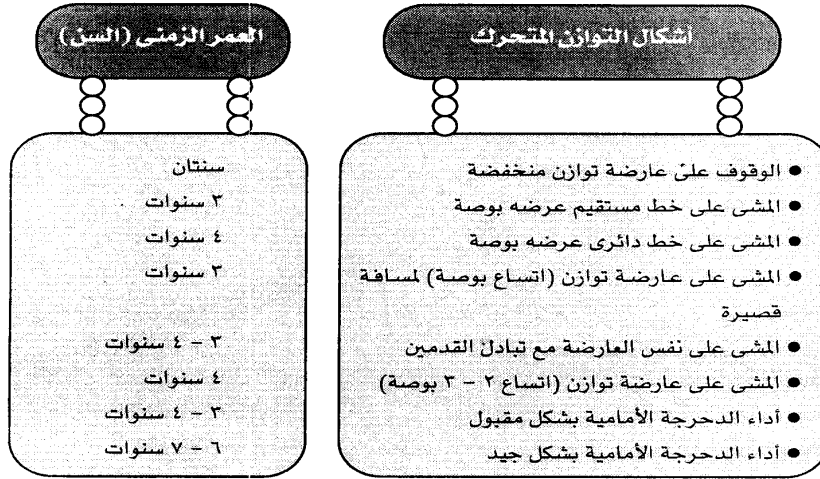 أشكال التوازن المتحرك
العمر الزمنى (السن)
● الوقوف على عارضة توازن منخفضة
سنتان
● المشى على خط مستقيم عرضه بوصة
٣ سنوات
● المشى على خط دائرى عرضه بوصة
٤ سنوات
● المشى على عارضة توازن (اتساع بوصة) لمسافة
٣ سنوات
قصيرة
● المشى على نفس العارضة مع تبادل القدمين
٣ – ٤ سنوات
● المشى على عارضة توازن (اتساع ٢ – ٣ بوصة)
٤ سنوات
● أداء الدحرجة الأمامية بشكل مقبول
٣ – ٤ سنوات
● أداء الدحرجة الأمامية بشكل جيد
٦ – ٧ سنوات